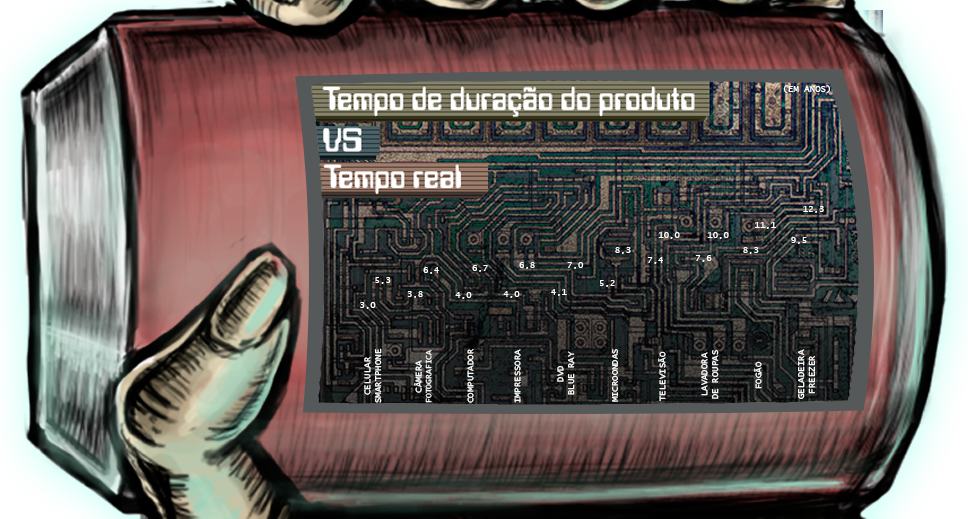 Tempo de duração do produto
(EM ANOS)
VS
Tempo real
3.0 5.3
3.8 6.4
4.0 6.7
4.0 6.8
4.1 7.0
5.2 8.3
7.4 10.0
7.6 10.0
8.3 11.1
9.5 12.3
CELULAR
SMARTPHONE
CÂMERA
FOTOGRAFICA
COMPUTADOR
IMPRESSORA
DVD
BLUE RAY
MICROONDAS
TELEVISÃO
LAVADORA
DE ROUPAS
FOGÃO
GELADEIRA
FREEZER